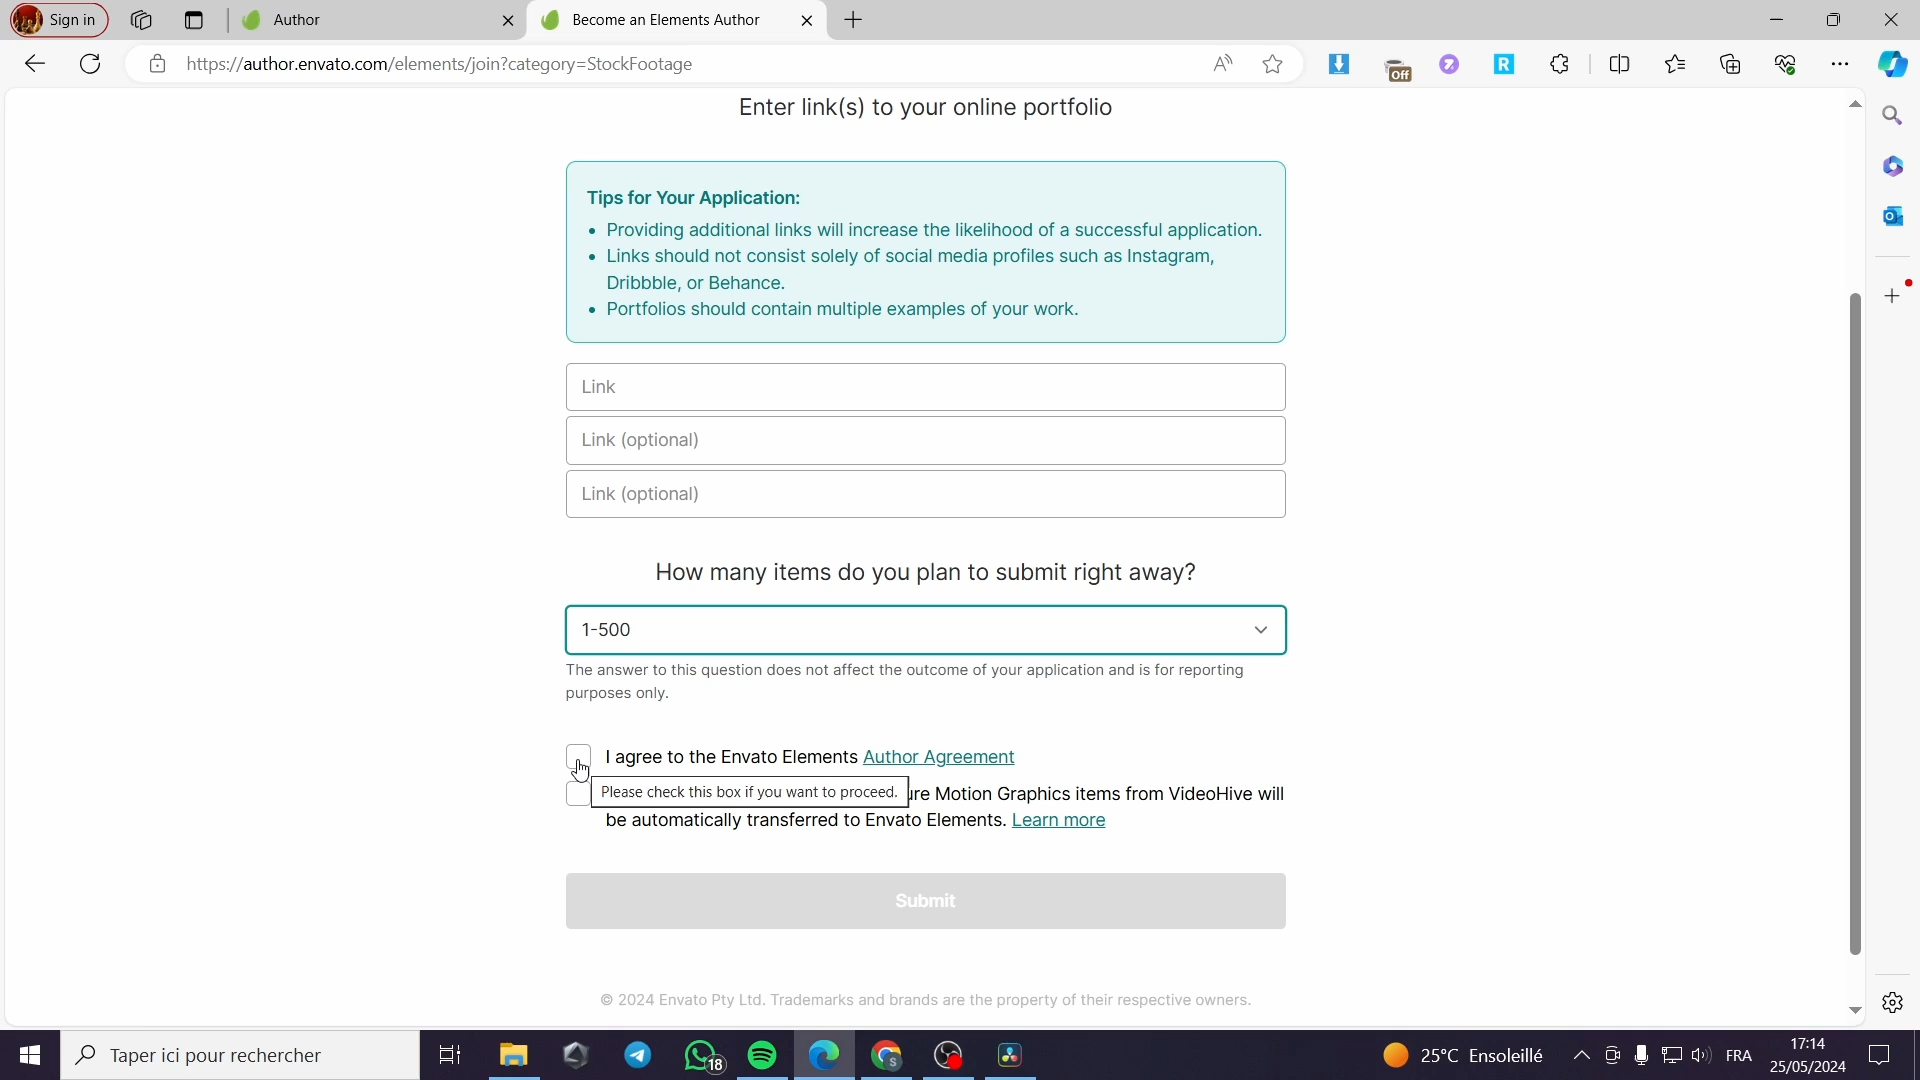 Sign in
Author
Become an Elements Author
https://author.envato.com/elements/join?category=StockFootage
Off
R
Enter link(s) to your online portfolio
Tips for Your Application:
• Providing additional links will increase the likelihood of a successful application.
• Links should not consist solely of social media profiles such as Instagram,
Dribbble, or Behance.
• Portfolios should contain multiple examples of your work.
Link
Link (optional)
Link (optional)
How many items do you plan to submit right away?
1-500
The answer to this question does not affect the outcome of your application and is for reporting
purposes only.
I agree to the Envato Elements Author Agreement
Please check this box if you want to proceed.
Motion Graphics items from VideoHive will
be automatically transferred to Envato Elements. Learn more
Submit
© 2024 Envato Pty Ltd. Trademarks and brands are the property of their respective owners.
Taper ici pour rechercher
18
S
25°C Ensoleillé
FRA
17:14
25/05/2024